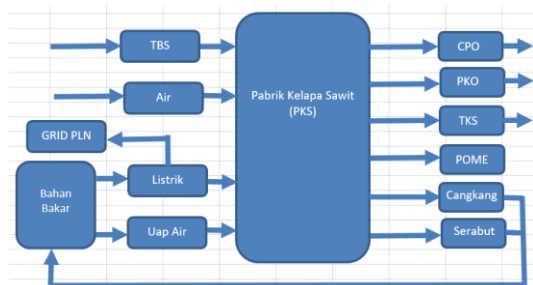 TBS
CPO
Pabrik Kelapa Sawit
(PKS)
PKO
Air
TKS
GRID PLN
POME
Bahan
Bakar
Listrik
Cangkang
Uap Air
Serabut